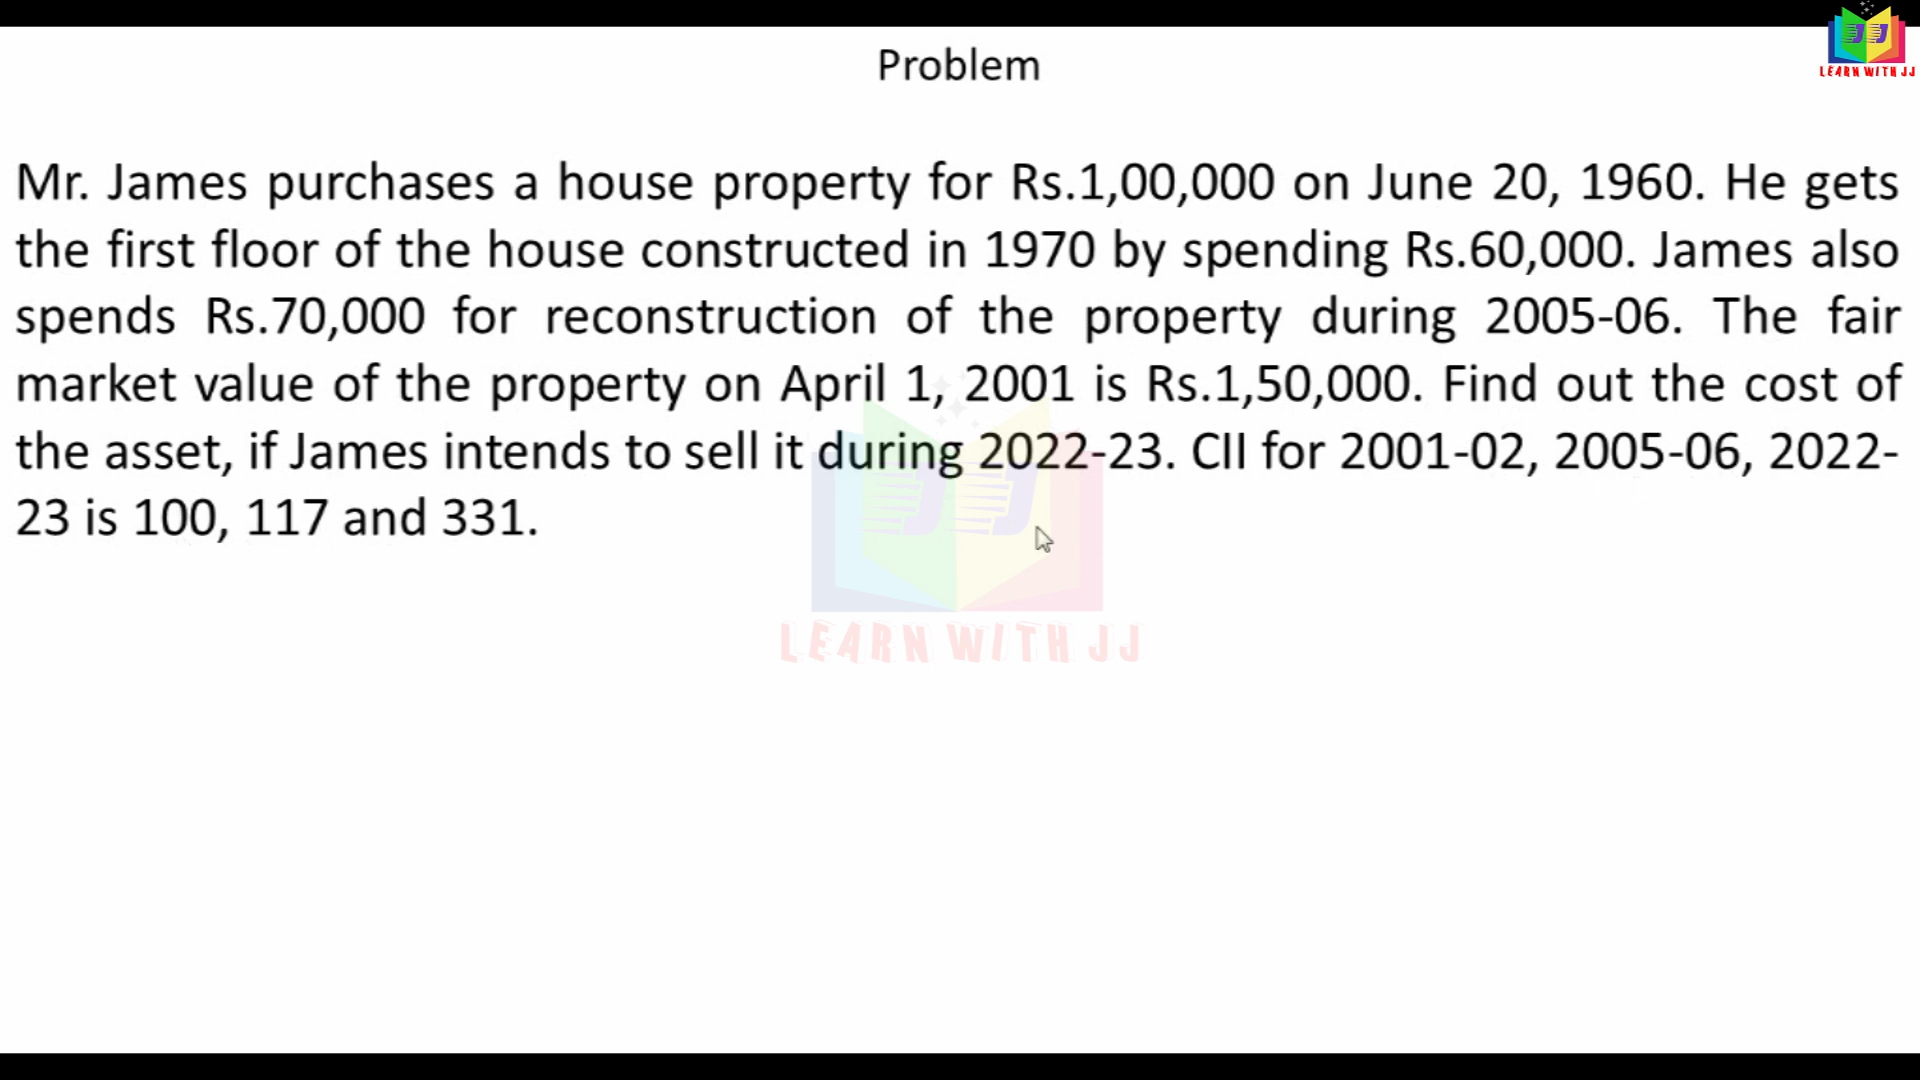 LEARN WITH JJ
Problem
Mr. James purchases a house property for Rs.1,00,000 on June 20, 1960. He gets
the first floor of the house constructed in 1970 by spending Rs.60,000. James also
spends Rs.70,000 for reconstruction of the property during 2005-06. The fair
market value of the property on April 1, 2001 is Rs.1,50,000. Find out the cost of
the asset, if James intends to sell it during 2022-23. CII for 2001-02, 2005-06, 2022-
23 is 100, 117 and 331.
JJ
LEARN WITH JJ